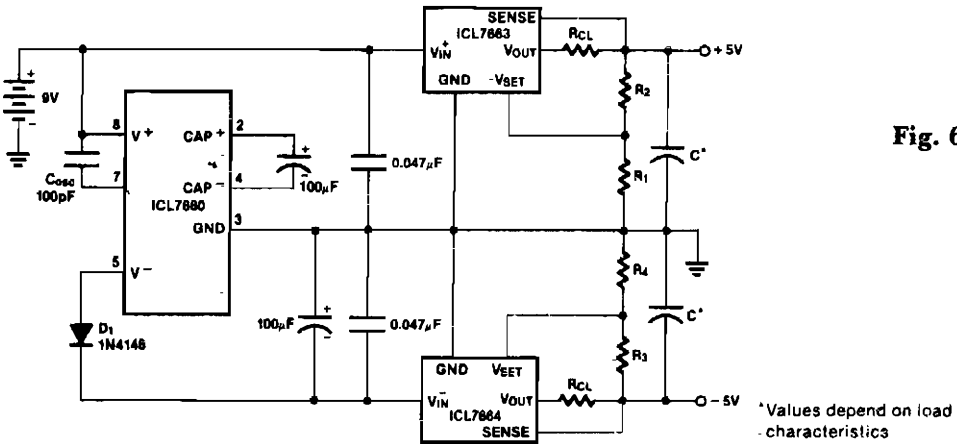 SENSE
ICL7663
V+IN
VOUT
RCL
+5V
GND
VSET
R2
+
9V
-
8
V+
CAP+
2
+
Fig. 6
COSC
100pF
7
CAP-
4
100µF
0.047µF
R1
C*
ICL7660
GND
3
5
V-
R4
D1
1N4148
100µF
+
-
0.047µF
C*
R3
GND
VSET
V-IN
VOUT
RCL
-5V
ICL7664
SENSE
*Values depend on load
characteristics